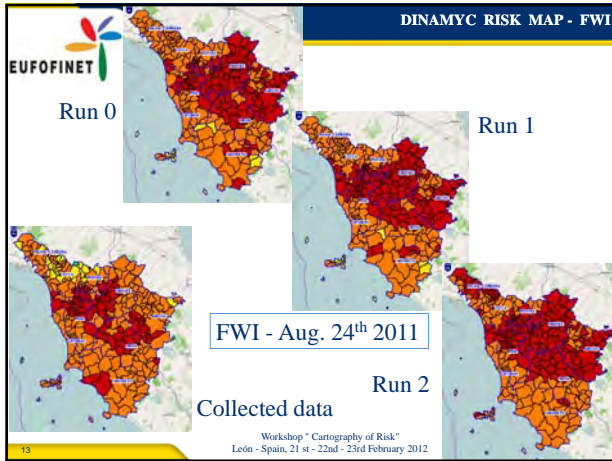 DINAMYC RISK MAP - FWI
EUFOFINET
Run 0
Run 1
FWI - Aug. 24th 2011
Run 2
Collected data
Workshop " Cartography of Risk"
León - Spain, 21 st - 22nd - 23rd February 2012
13